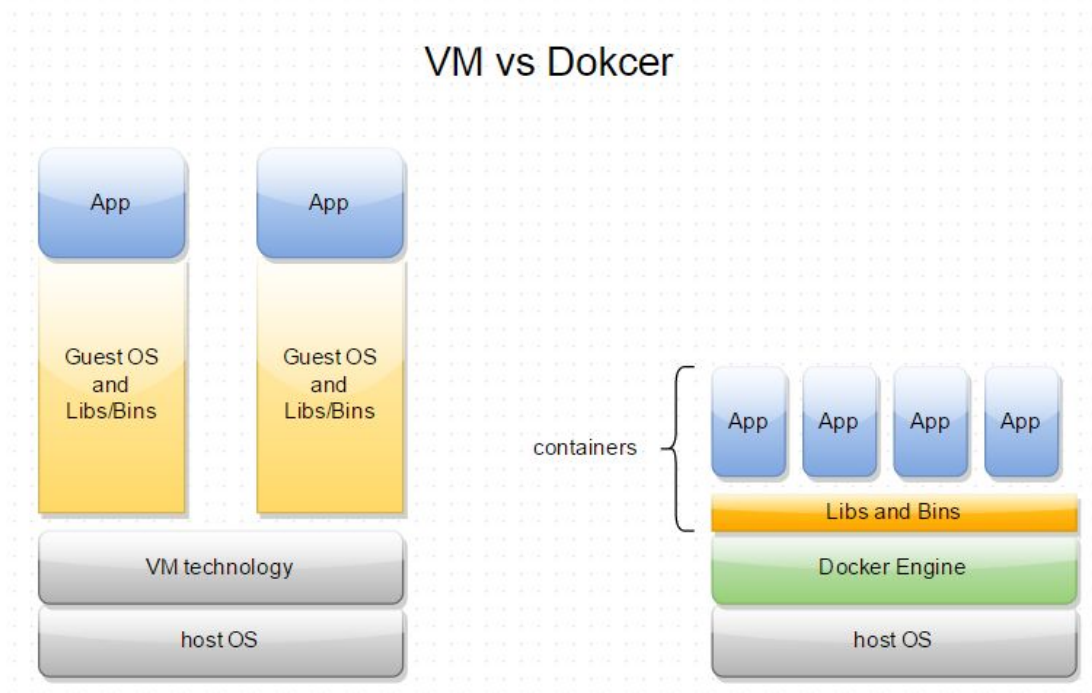 VM vs Dokcer
App
App
Guest OS
and
Libs/Bins
Guest OS
and
Libs/Bins
VM technology
host OS
containers
App
App
App
App
Libs and Bins
Docker Engine
host OS